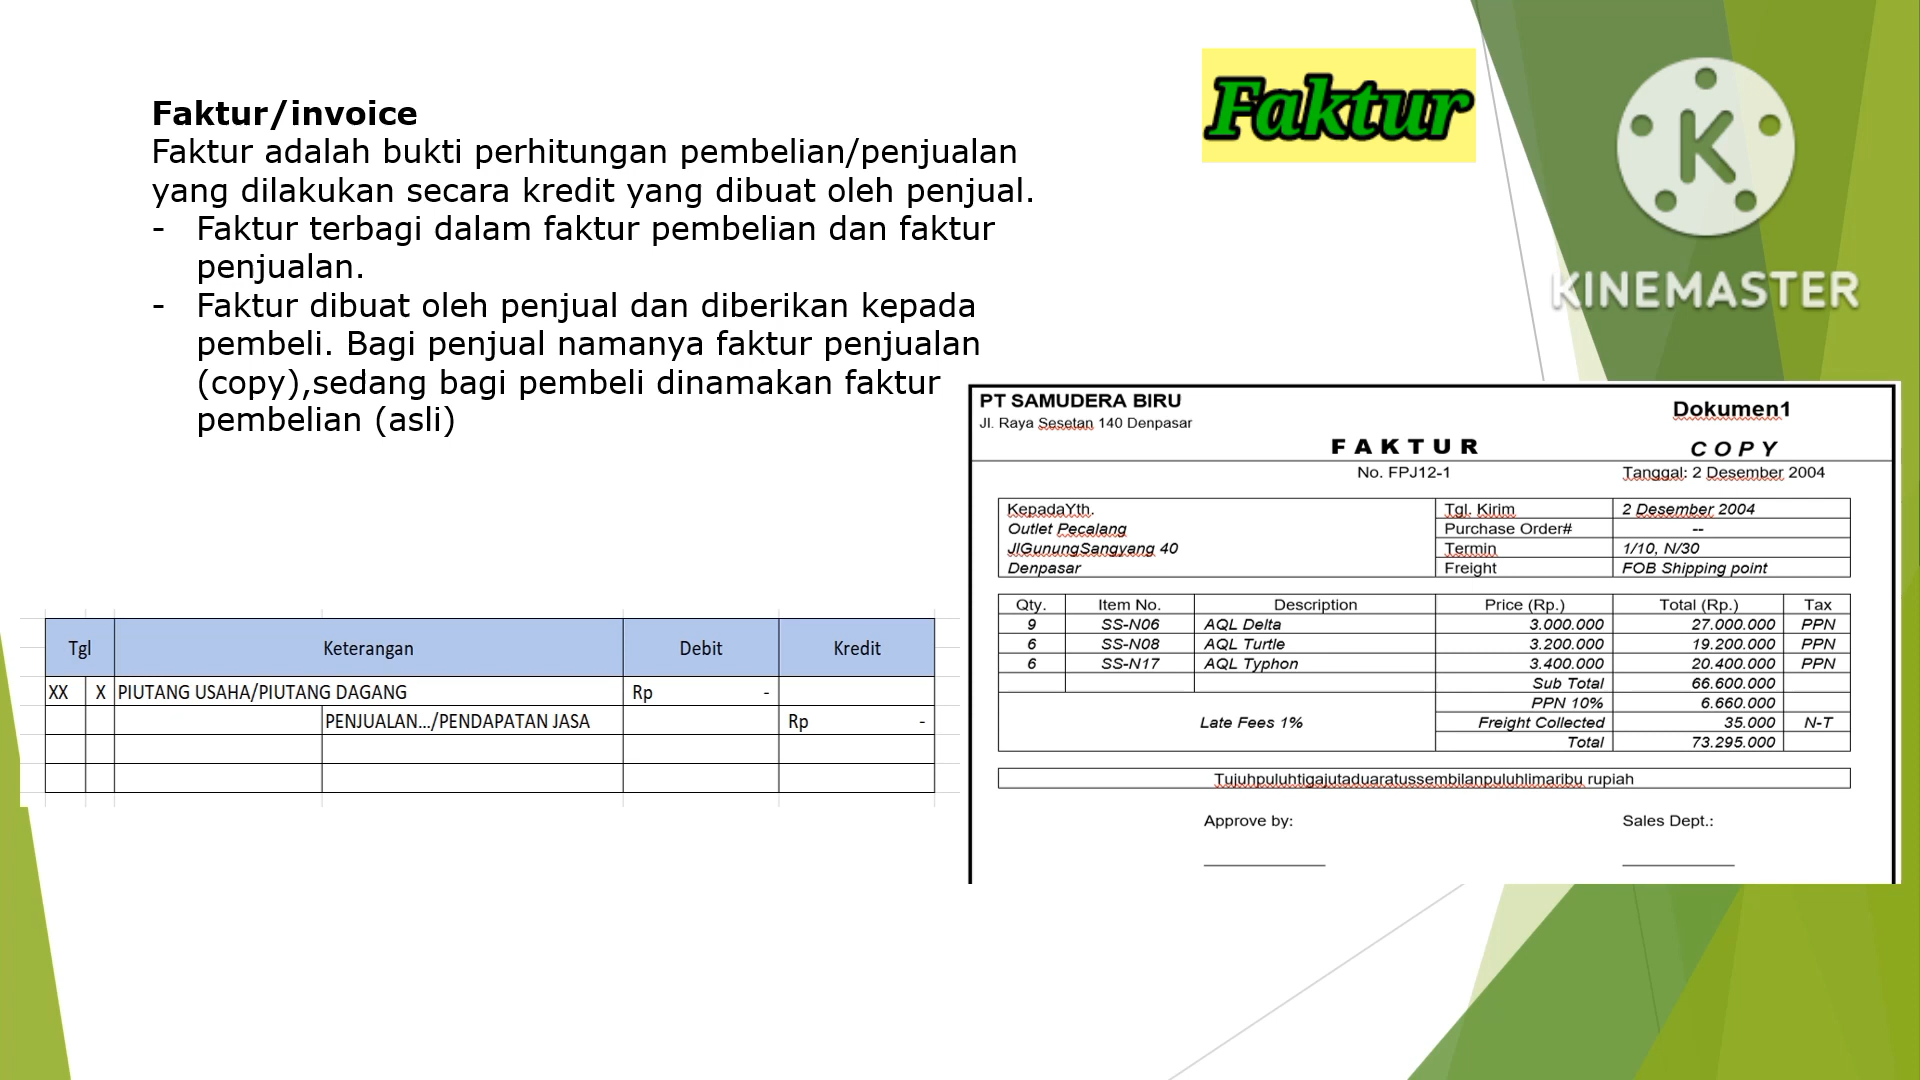 Faktur/invoice
Faktur adalah bukti perhitungan pembelian/penjualan
yang dilakukan secara kredit yang dibuat oleh penjual.
- Faktur terbagi dalam faktur pembelian dan faktur
penjualan.
- Faktur dibuat oleh penjual dan diberikan kepada
pembeli. Bagi penjual namanya faktur penjualan
(copy),sedang bagi pembeli dinamakan faktur
pembelian (asli)
Faktur
K
KINEMASTER
Tgl Keterangan Debit Kredit
XX X PIUTANG USAHA/PIUTANG DAGANG Rp -
PENJUALAN.../PENDAPATAN JASA Rp -
PT SAMUDERA BIRU
Dokumen1
Jl. Raya Sesetan 140 Denpasar
FAKTUR COPY
No. FPJ12-1 Tanggal: 2 Desember 2004
KepadaYth. Tgl. Kirim 2 Desember 2004
Outlet Pecalang Purchase Order# --
JlGunungSangyang 40 Termin 1/10, N/30
Denpasar Freight FOB Shipping point
Qty. Item No. Description Price (Rp.) Total (Rp.) Tax
9 SS-N06 AQL Delta 3.000.000 27.000.000 PPN
6 SS-N08 AQL Turtle 3.200.000 19.200.000 PPN
6 SS-N17 AQL Typhon 3.400.000 20.400.000 PPN
Sub Total 66.600.000
PPN 10% 6.660.000
Late Fees 1% Freight Collected 35.000 N-T
Total 73.295.000
Tujuhpuluhtigajutaduaratussembilanpuluhlimaribu rupiah
Approve by: Sales Dept.: